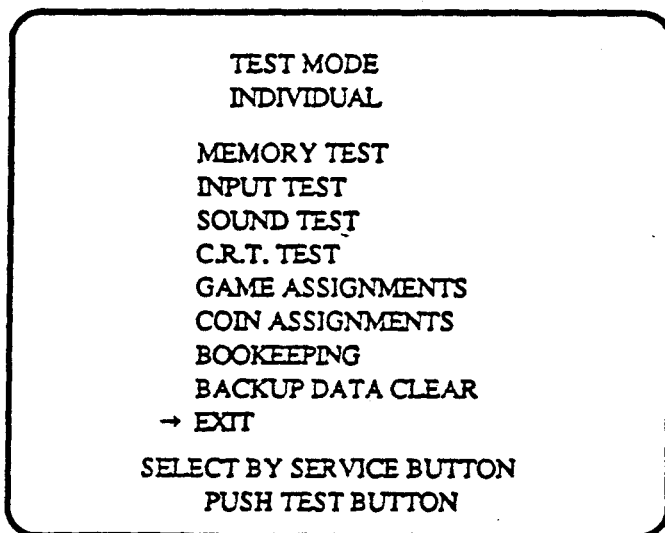 TEST MODE
INDIVIDUAL
MEMORY TEST
INPUT TEST
SOUND TEST
C.R.T. TEST
GAME ASSIGNMENTS
COIN ASSIGNMENTS
BOOKEEPING
BACKUP DATA CLEAR
→ EXIT
SELECT BY SERVICE BUTTON
PUSH TEST BUTTON